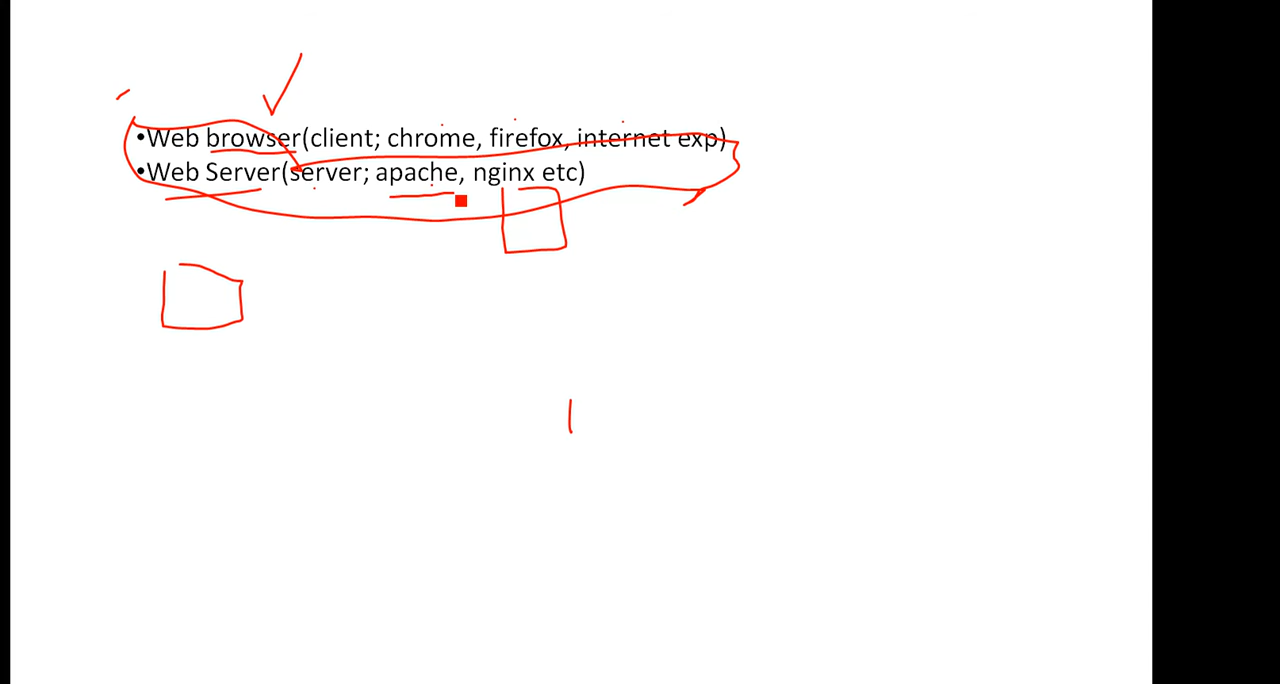 •Web browser(client; chrome, firefox, internet exp)
•Web Server(server; apache, nginx etc)